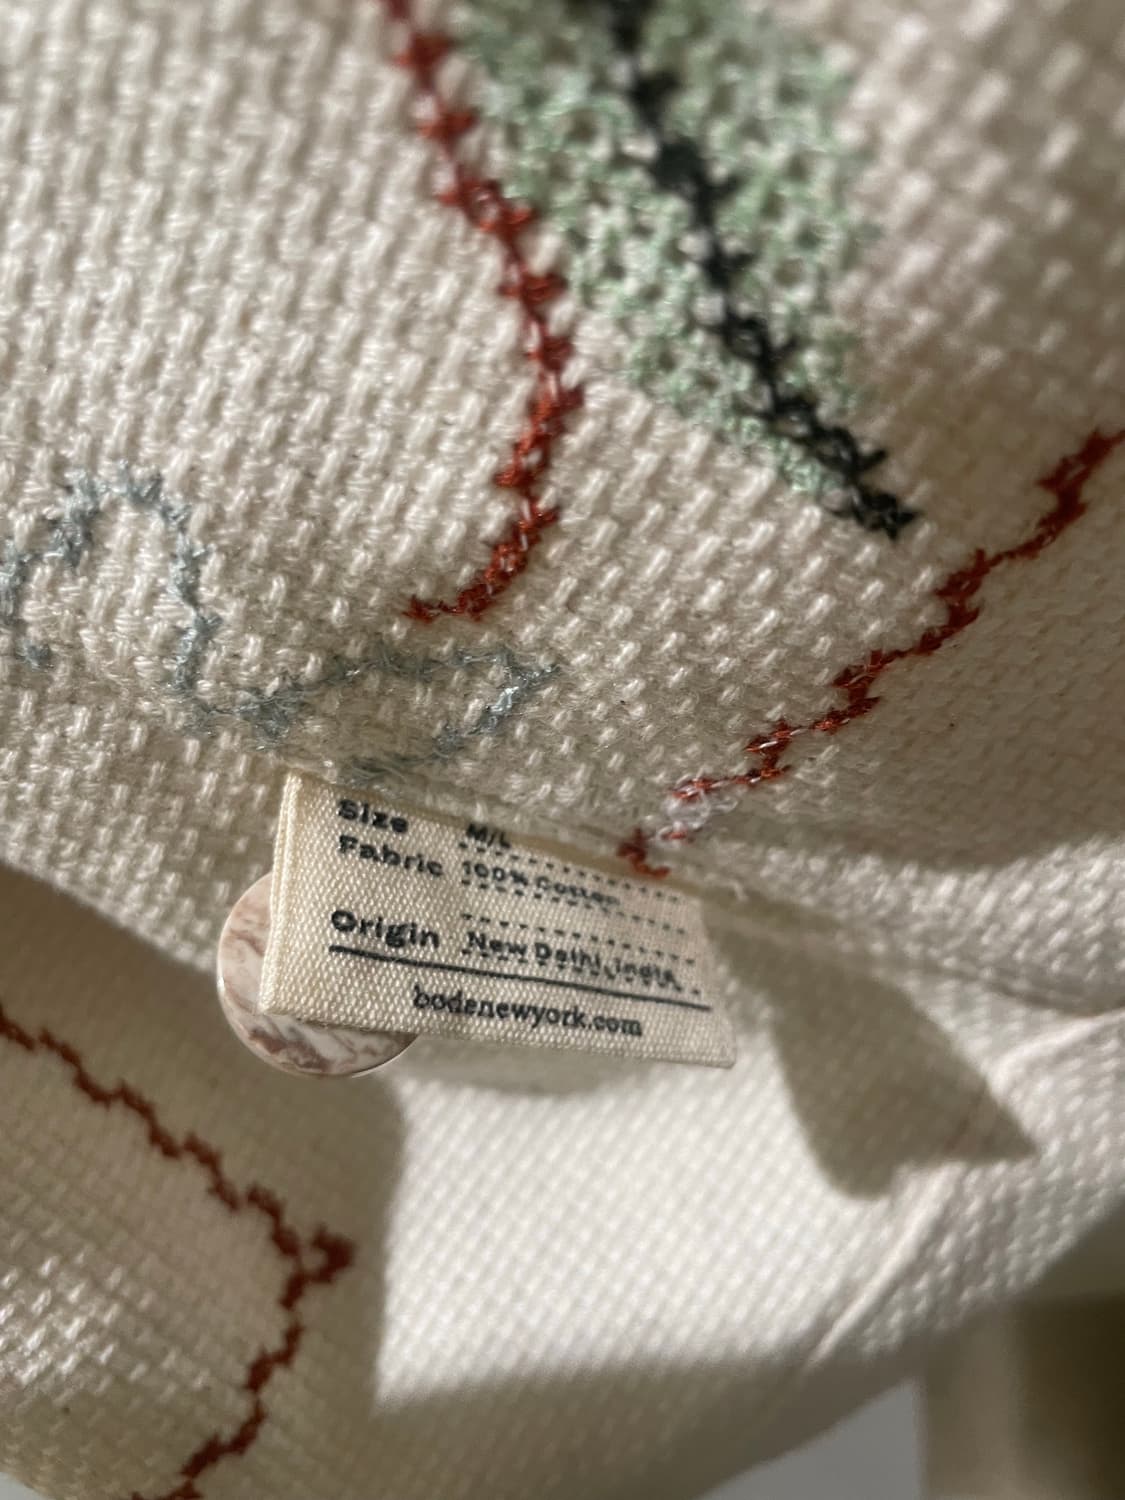 Size M/L
Fabric 100% Cotton
Origin New Delhi, India
bodenewyork.com